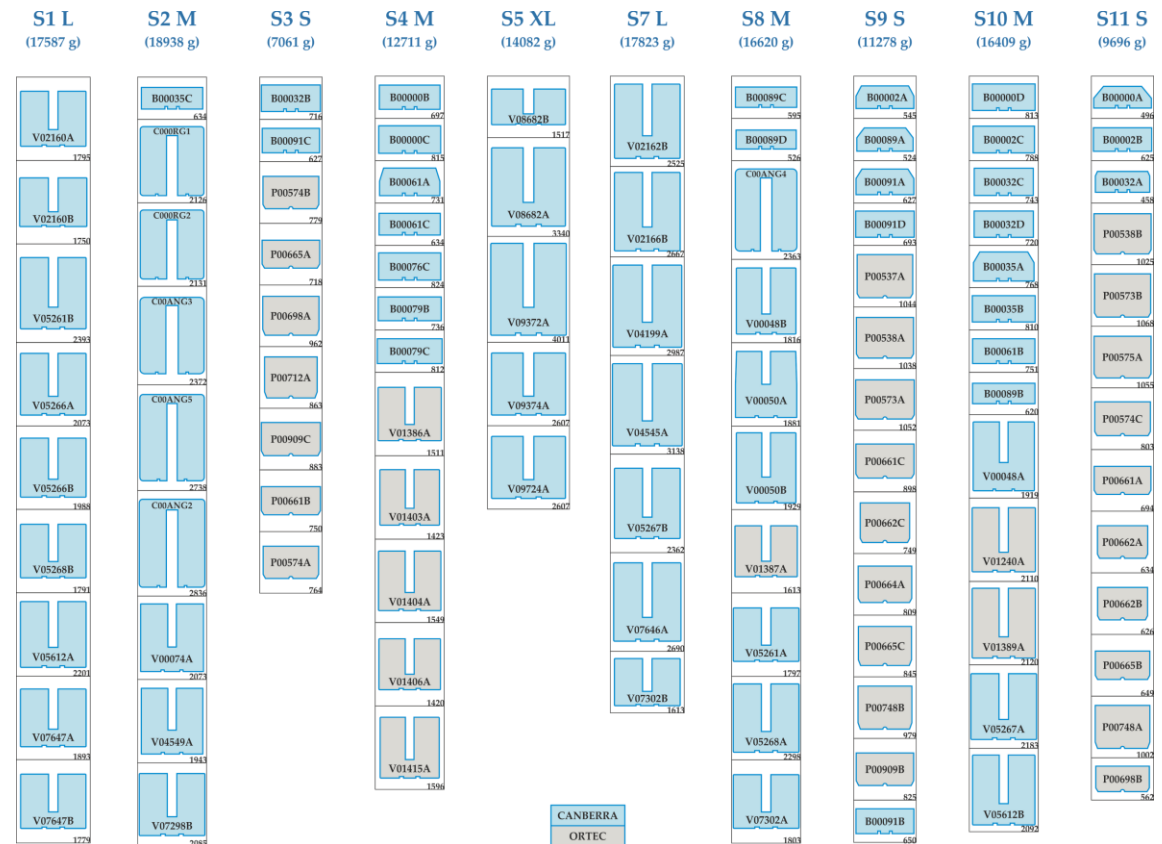 S1 L
(17587 g)
V02160A
1795
V02160B
1750
V05261B
2393
V05266A
2073
V05266B
1988
V05268B
1791
V05612A
2201
V07647A
1893
V07647B
1779
S2 M
(18938 g)
B00035C
634
C000RG1
2126
C000RG2
2131
C00ANG3
2372
C00ANG5
2738
C00ANG2
2836
V00074A
2073
V04549A
1943
V07298B
2085
S3 S
(7061 g)
B00032B
716
B00091C
627
P00574B
779
P00665A
718
P00698A
962
P00712A
863
P00909C
883
P00661B
750
P00574A
764
S4 M
(12711 g)
B00000B
697
B00000C
815
B00061A
731
B00061C
634
B00076C
824
B00079B
736
B00079C
812
V01386A
1511
V01403A
1423
V01404A
1549
V01406A
1420
V01415A
1596
S5 XL
(14082 g)
V08682B
1517
V08682A
3340
V09372A
4011
V09374A
2607
V09724A
2607
S7 L
(17823 g)
V02162B
2525
V02166B
2667
V04199A
2987
V04545A
3138
V05267B
2362
V07646A
2690
V07302B
1613
S8 M
(16620 g)
B00089C
595
B00089D
526
C00ANG4
2363
V00048B
1816
V00050A
1881
V00050B
1929
V01387A
1613
V05261A
1797
V05268A
2298
V07302A
1803
S9 S
(11278 g)
B00002A
545
B00089A
524
B00091A
627
B00091D
693
P00537A
1044
P00538A
1038
P00573A
1052
P00661C
898
P00662C
749
P00664A
809
P00665C
845
P00748B
979
P00909B
825
B00091B
650
S10 M
(16409 g)
B00000D
813
B00002C
788
B00032C
743
B00032D
720
B00035A
768
B00035B
810
B00061B
751
B00089B
620
V00048A
1919
V01240A
2110
V01389A
2120
V05267A
2183
V05612B
2092
S11 S
(9696 g)
B00000A
496
B00002B
625
B00032A
458
P00538B
1025
P00573B
1068
P00575A
1055
P00574C
803
P00661A
694
P00662A
634
P00662B
626
P00665B
649
P00748A
1002
P00698B
562
CANBERRA
ORTEC